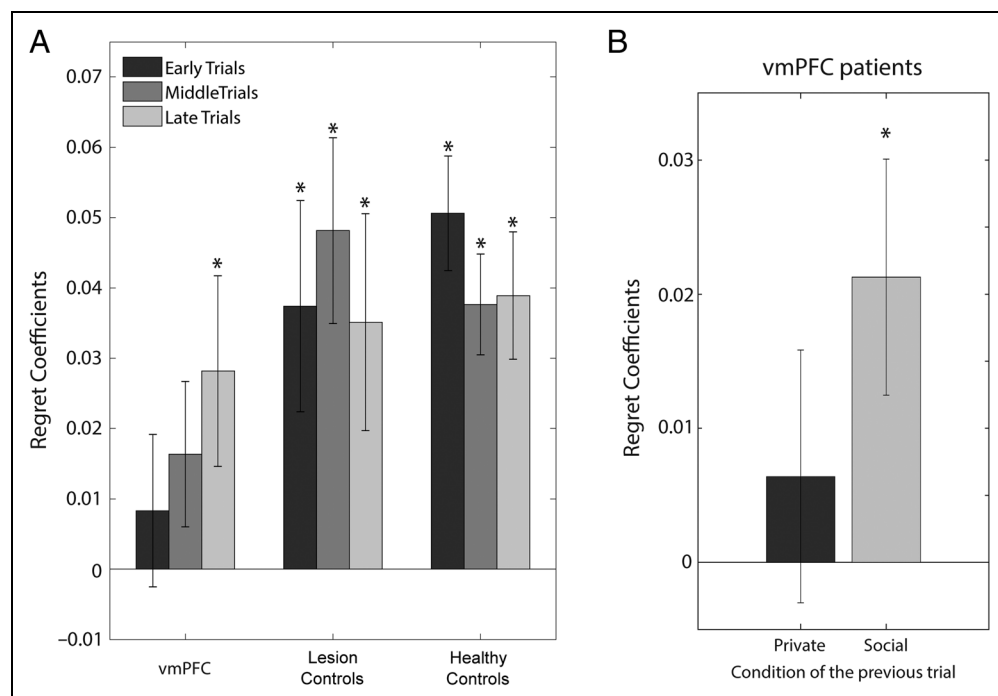 A
Early Trials
MiddleTrials
Late Trials
Regret Coefficients
0.07
0.06
0.05
0.04
0.03
0.02
0.01
0
−0.01
*
*
*
*
*
*
*
vmPFC
Lesion
Controls
Healthy
Controls
B
vmPFC patients
Regret Coefficients
0.03
0.02
0.01
0
*
Private
Social
Condition of the previous trial